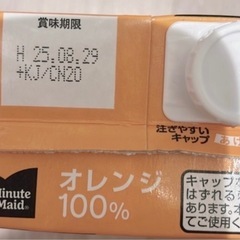 賞味期限
H 25.08.29
+KJ/CN20
注ぎやすい
キャップ
Minute
Maid
オレンジ
100%
キャップ
はずれる
あります。本
てご使用く